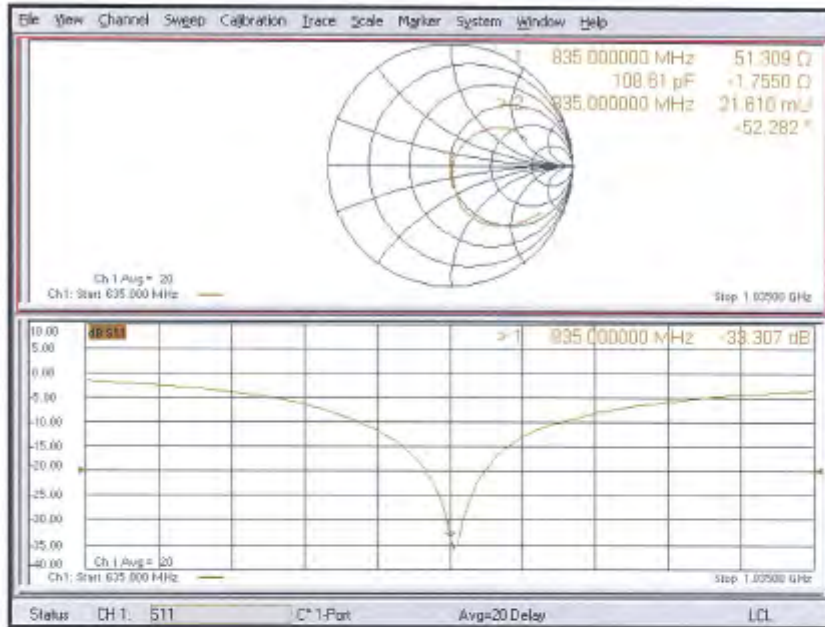 File View Channel Sweep Calibration Trace Scale Marker System Window Help
1 835.000000 MHz 51.309 Ω
108.61 pF -1.7550 Ω
>2 835.000000 MHz 21.610 mU
-52.282 °
Ch 1 Avg = 20
Ch1: Start 635.000 MHz
Stop 1.03500 GHz
10.00
dB S11
>1 835.000000 MHz -33.307 dB
5.00
0.00
-5.00
-10.00
-15.00
-20.00
-25.00
-30.00
-35.00
-40.00
Ch 1 Avg = 20
Ch1: Start 635.000 MHz
Stop 1.03500 GHz
Status CH 1: S11 C* 1-Port Avg=20 Delay LCL